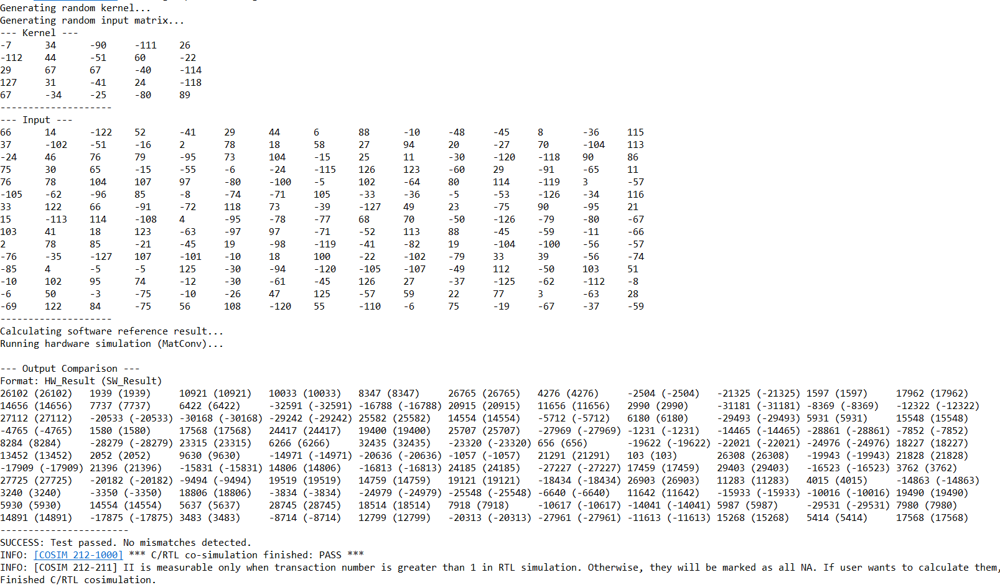 Generating random kernel...
Generating random input matrix...
--- Kernel ---
-7 34 -90 -111 26
-112 44 -51 60 -22
29 67 67 -40 -114
127 31 -41 24 -118
67 -34 -25 -80 89
--------------------
--- Input ---
66 14 -122 52 -41 29 44 6 88 -10 -48 -45 8 -36 115
37 -102 -51 -16 2 78 18 58 27 94 20 -27 70 -104 113
-24 46 76 79 -95 73 104 -15 25 11 -30 -120 -118 90 86
75 30 65 -15 -55 -6 -24 -115 126 123 -60 29 -91 -65 11
76 78 104 107 97 -80 -100 -5 102 -64 80 114 -119 3 -57
-105 -62 -96 85 -8 -74 -71 105 -33 -36 -5 -53 -126 -34 116
33 122 66 -91 -72 118 73 -39 -127 49 23 -75 90 -95 21
15 -113 114 -108 4 -95 -78 -77 68 70 -50 -126 -79 -80 -67
103 41 18 123 -63 -97 97 -71 -52 113 88 -45 -59 -11 -66
2 78 85 -21 -45 19 -98 -119 -41 -82 19 -104 -100 -56 -57
-76 -35 -127 107 -101 -10 18 100 -22 -102 -79 33 39 -56 -74
-85 4 -5 -5 125 -30 -94 -120 -105 -107 -49 112 -50 103 51
-10 102 95 74 -12 -30 -61 -45 126 27 -37 -125 -62 -112 -8
-6 50 -3 -75 -10 -26 47 125 -57 59 22 77 3 -63 28
-69 122 84 -75 56 108 -120 55 -110 -6 75 -19 -67 -37 -59
--------------------
Calculating software reference result...
Running hardware simulation (MatConv)...
--- Output Comparison ---
Format: HW_Result (SW_Result)
26102 (26102) 1939 (1939) 10921 (10921) 10033 (10033) 8347 (8347) 26765 (26765) 4276 (4276) -2504 (-2504) -21325 (-21325) 1597 (1597) 17962 (17962)
14656 (14656) 7737 (7737) 6422 (6422) -32591 (-32591) -16788 (-16788) 20915 (20915) 11656 (11656) 2990 (2990) -31181 (-31181) -8369 (-8369) -12322 (-12322)
27112 (27112) -20533 (-20533) -30168 (-30168) -29242 (-29242) 25582 (25582) 14554 (14554) -5712 (-5712) 6180 (6180) -29493 (-29493) 5931 (5931) 15548 (15548)
-4765 (-4765) 1580 (1580) 17568 (17568) 24417 (24417) 19400 (19400) 25707 (25707) -27969 (-27969) -1231 (-1231) -14465 (-14465) -28861 (-28861) -7852 (-7852)
8284 (8284) -28279 (-28279) 23315 (23315) 6266 (6266) 32435 (32435) -23320 (-23320) 656 (656) -19622 (-19622) -22021 (-22021) -24976 (-24976) 18227 (18227)
13452 (13452) 2052 (2052) 9630 (9630) -14971 (-14971) -20636 (-20636) -1057 (-1057) 21291 (21291) 103 (103) 26308 (26308) -19943 (-19943) 21828 (21828)
-17909 (-17909) 21396 (21396) -15831 (-15831) 14806 (14806) -16813 (-16813) 24185 (24185) -27227 (-27227) 17459 (17459) 29403 (29403) -16523 (-16523) 3762 (3762)
27725 (27725) -20182 (-20182) -9494 (-9494) 19519 (19519) 14759 (14759) 19121 (19121) -18434 (-18434) 26903 (26903) 11283 (11283) 4015 (4015) -14863 (-14863)
3240 (3240) -3350 (-3350) 18806 (18806) -3834 (-3834) -24979 (-24979) -25548 (-25548) -6640 (-6640) 11642 (11642) -15933 (-15933) -10016 (-10016) 19490 (19490)
5930 (5930) 14554 (14554) 5637 (5637) 28745 (28745) 18514 (18514) 7918 (7918) -10617 (-10617) -14041 (-14041) 5987 (5987) -29531 (-29531) 7980 (7980)
14891 (14891) -17875 (-17875) 3483 (3483) -8714 (-8714) 12799 (12799) -20313 (-20313) -27961 (-27961) -11613 (-11613) 15268 (15268) 5414 (5414) 17568 (17568)
-----------------------
SUCCESS: Test passed. No mismatches detected.
INFO: [COSIM 212-1000] *** C/RTL co-simulation finished: PASS ***
INFO: [COSIM 212-211] II is measurable only when transaction number is greater than 1 in RTL simulation. Otherwise, they will be marked as all NA. If user wants to calculate them,
Finished C/RTL cosimulation.